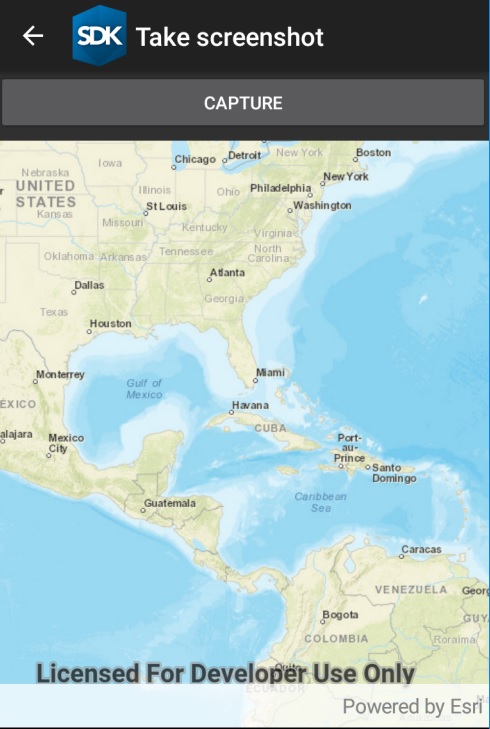 SDK Take screenshot
CAPTURE
Chicago
Detroit
New York
Boston
Iowa
Nebraska
UNITED
STATES
Kansas
Illinois
Ohio
Philadelphia
New York
St Louis
Washington
Missouri
Kentucky
Virginia
Oklahoma
Arkansas
Tennessee
North
Carolina
Atlanta
Dallas
Georgia
Texas
Houston
Monterrey
Gulf of
Mexico
Miami
Havana
EXICO
CUBA
alajara
Mexico
City
Port-
au-
Prince
Santo
Domingo
Guatemala
Caribbean
Sea
Caracas
VENEZUELA
Georg
Bogota
GUY
COLOMBIA
Roraima
Quito
Licensed For Developer Use Only
ECUADOR
Powered by Esri